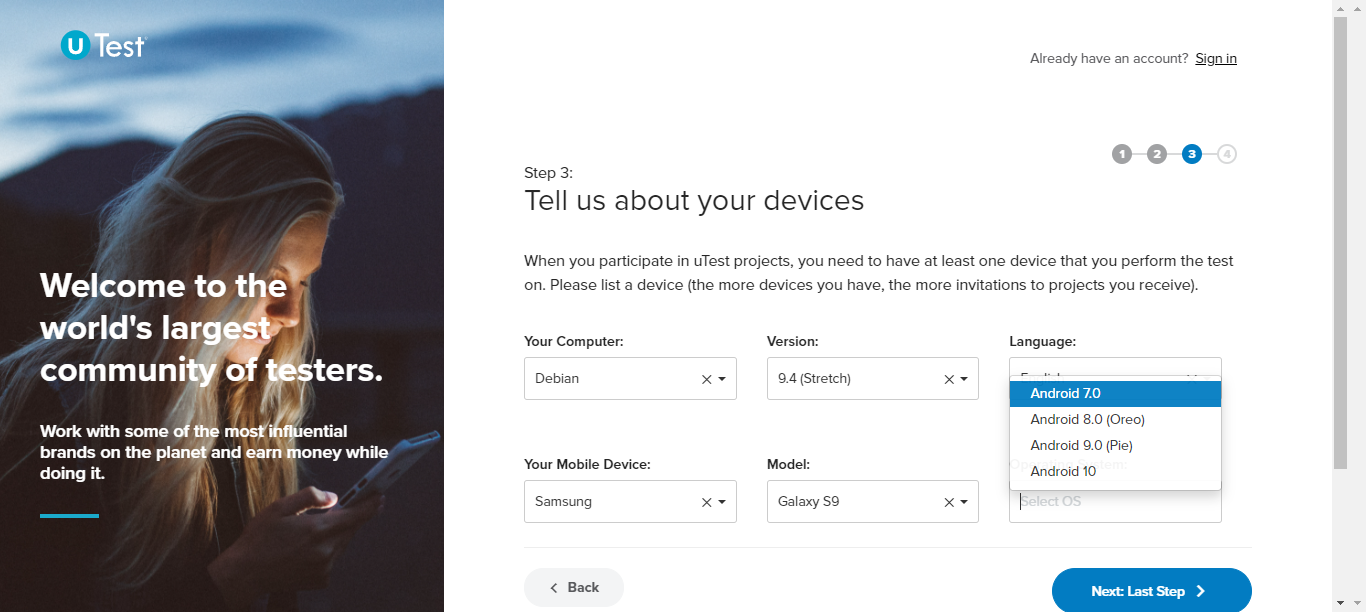 U Test
Already have an account? Sign in
1 2 3 4
Step 3:
Tell us about your devices
When you participate in uTest projects, you need to have at least one device that you perform the test
on. Please list a device (the more devices you have, the more invitations to projects you receive).
Welcome to the
world's largest
community of testers.
Work with some of the most influential
brands on the planet and earn money while
doing it.
Your Computer:
Debian
Version:
9.4 (Stretch)
Language:
Android 7.0
Android 8.0 (Oreo)
Android 9.0 (Pie)
Android 10
Your Mobile Device:
Samsung
Model:
Galaxy S9
Select OS
Back
Next: Last Step